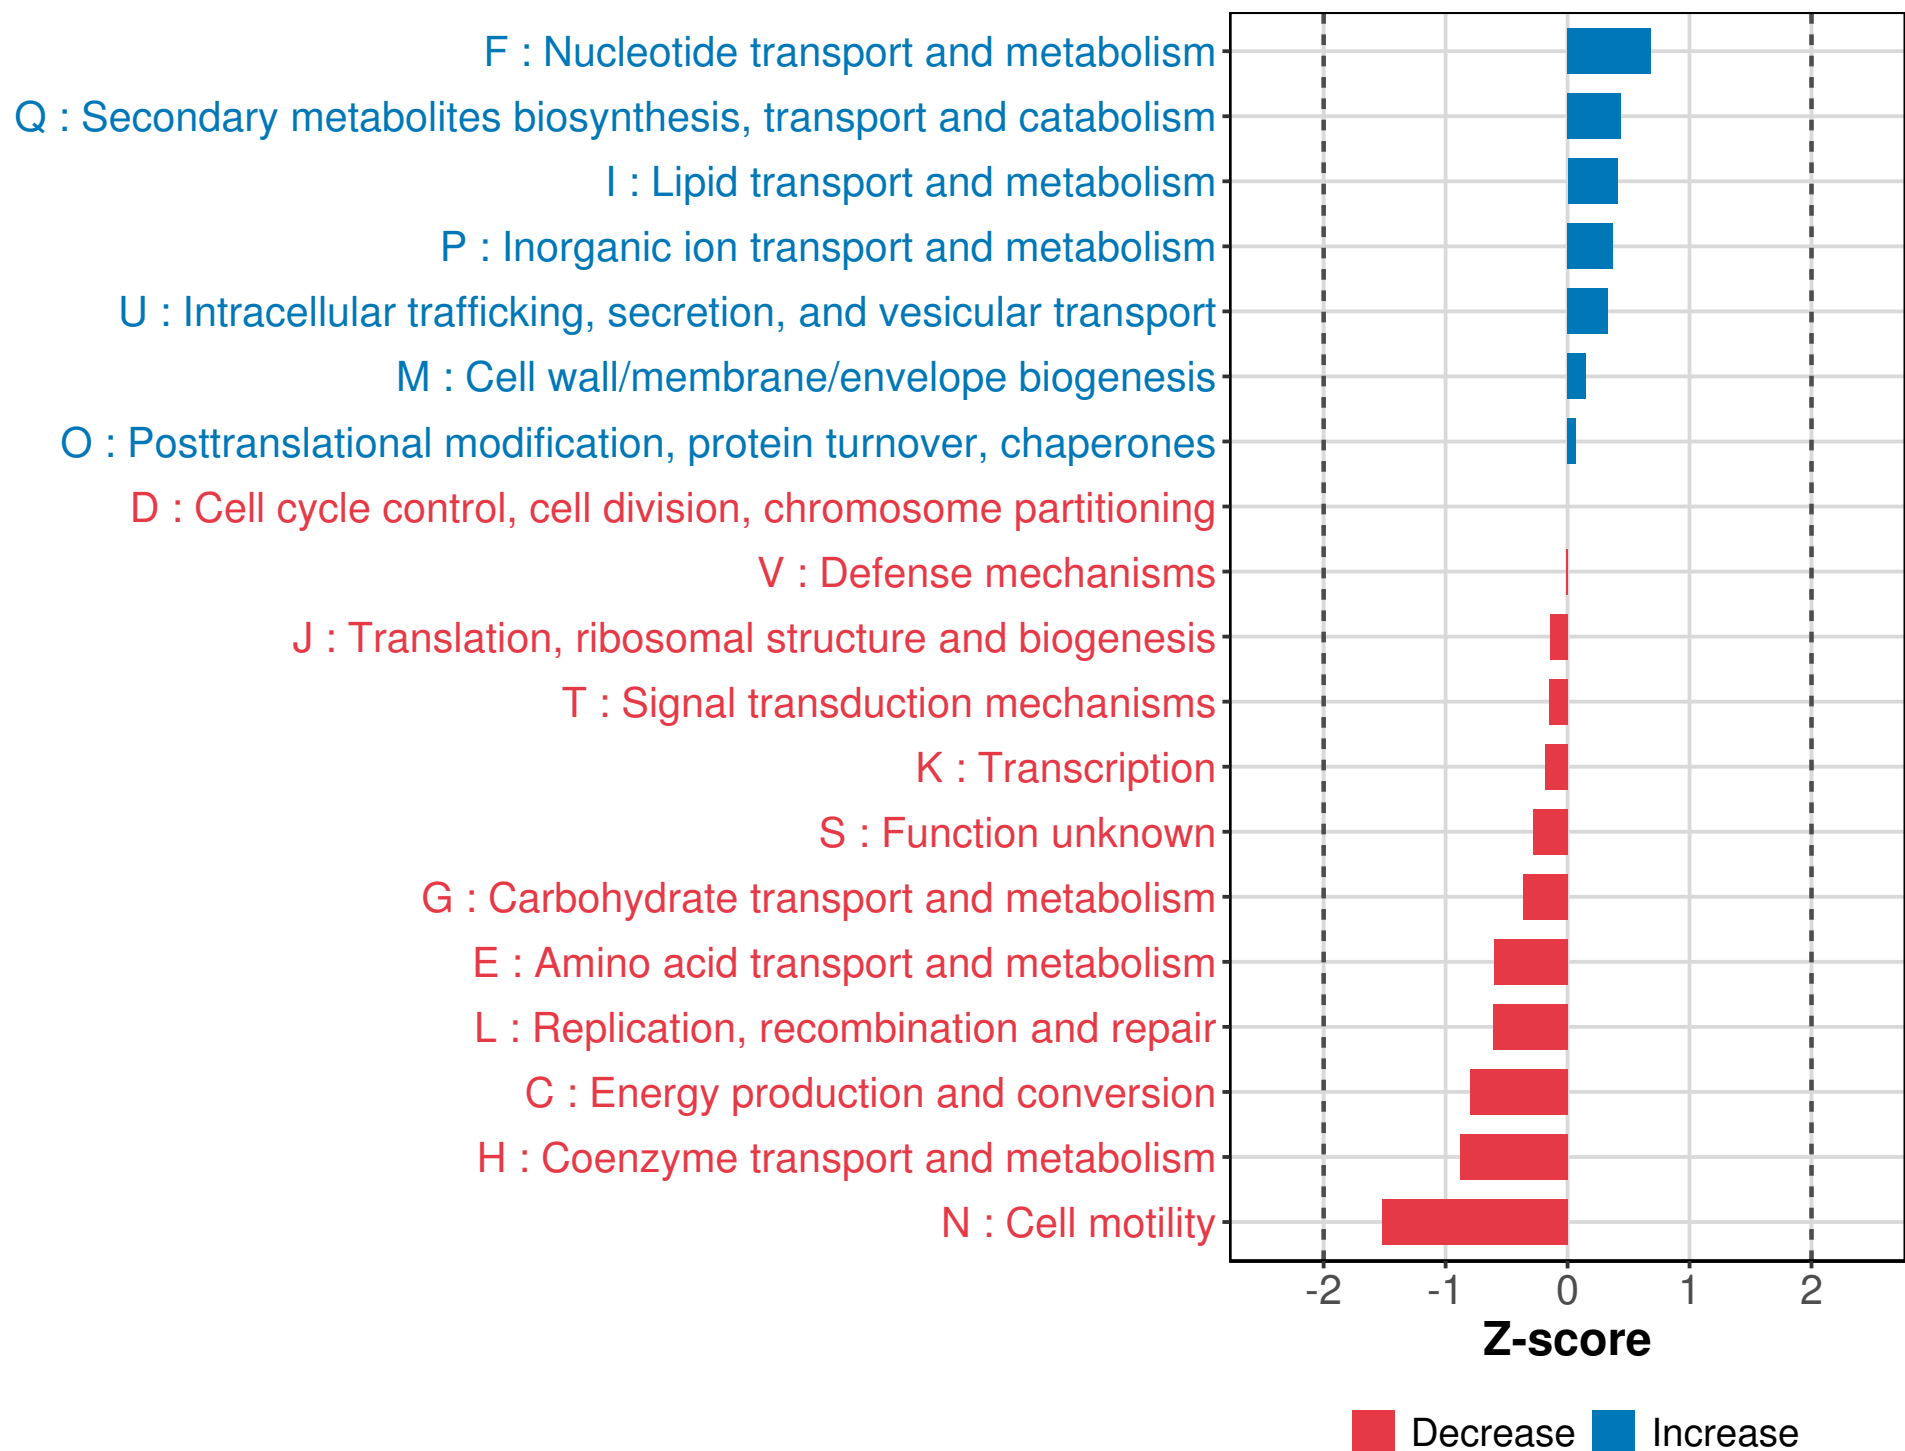 F : Nucleotide transport and metabolism
Q : Secondary metabolites biosynthesis, transport and catabolism
I : Lipid transport and metabolism
P : Inorganic ion transport and metabolism
U : Intracellular trafficking, secretion, and vesicular transport
M : Cell wall/membrane/envelope biogenesis
O : Posttranslational modification, protein turnover, chaperones
D : Cell cycle control, cell division, chromosome partitioning
V : Defense mechanisms
J : Translation, ribosomal structure and biogenesis
T : Signal transduction mechanisms
K : Transcription
S : Function unknown
G : Carbohydrate transport and metabolism
E : Amino acid transport and metabolism
L : Replication, recombination and repair
C : Energy production and conversion
H : Coenzyme transport and metabolism
N : Cell motility
-2 -1 0 1 2
Z-score
Decrease Increase